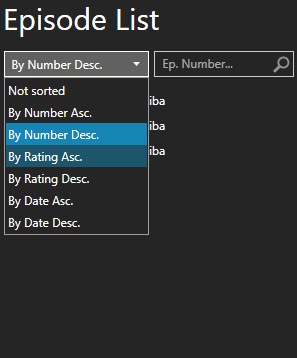 Episode List
By Number Desc.
Ep. Number...
Not sorted
By Number Asc.
iba
By Number Desc.
iba
By Rating Asc.
iba
By Rating Desc.
By Date Asc.
By Date Desc.